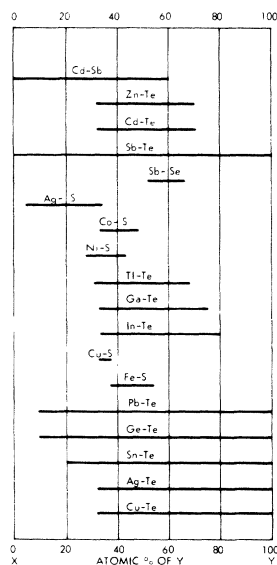 0 20 40 60 80 100
Cd-Sb
Zn-Te
Cd-Te
Sb-Te
Sb-Se
Ag-S
Co-S
Ni-S
Tl-Te
Ga-Te
In-Te
Cu-S
Fe-S
Pb-Te
Ge-Te
Sn-Te
Ag-Te
Cu-Te
0 20 40 60 80 100
X ATOMIC % OF Y Y